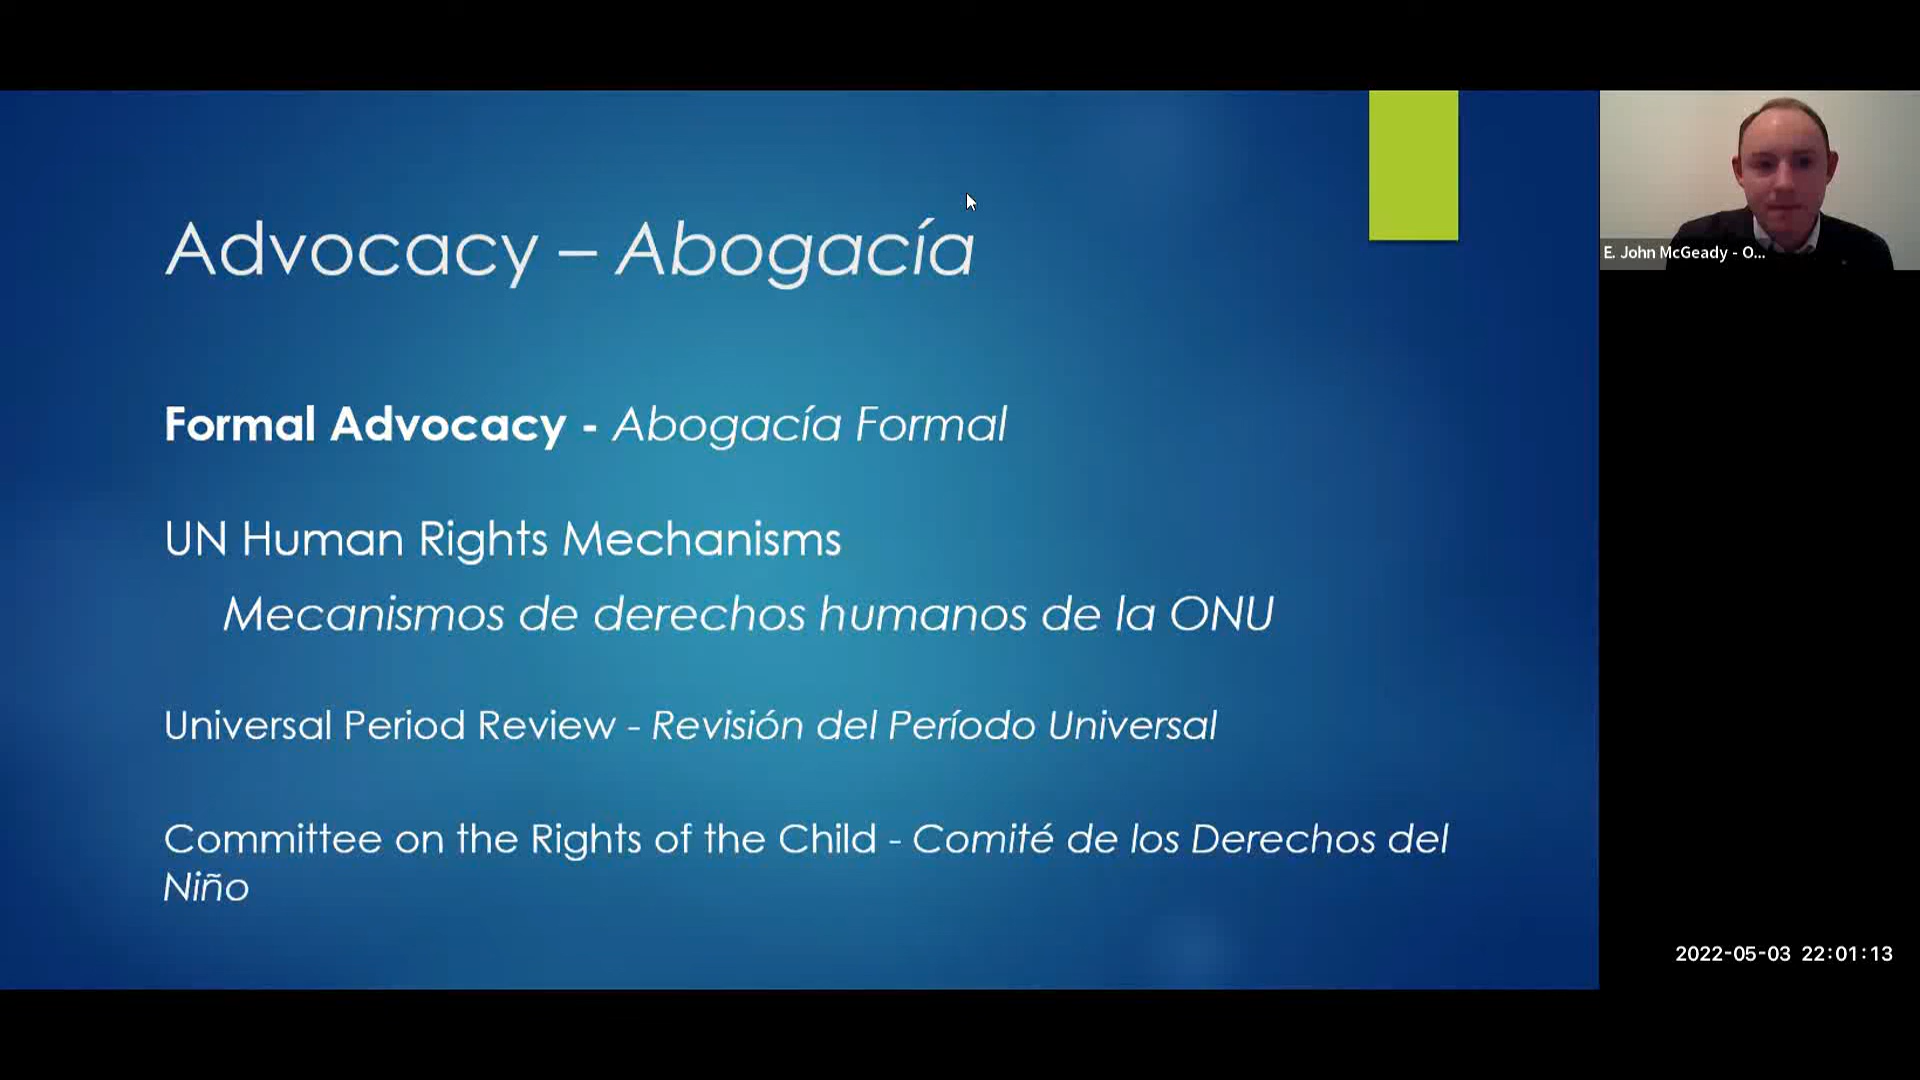 Advocacy – Abogacía
Formal Advocacy - Abogacía Formal
UN Human Rights Mechanisms
Mecanismos de derechos humanos de la ONU
Universal Period Review - Revisión del Período Universal
Committee on the Rights of the Child - Comité de los Derechos del
Niño
E. John McGeady - O...
2022-05-03 22:01:13